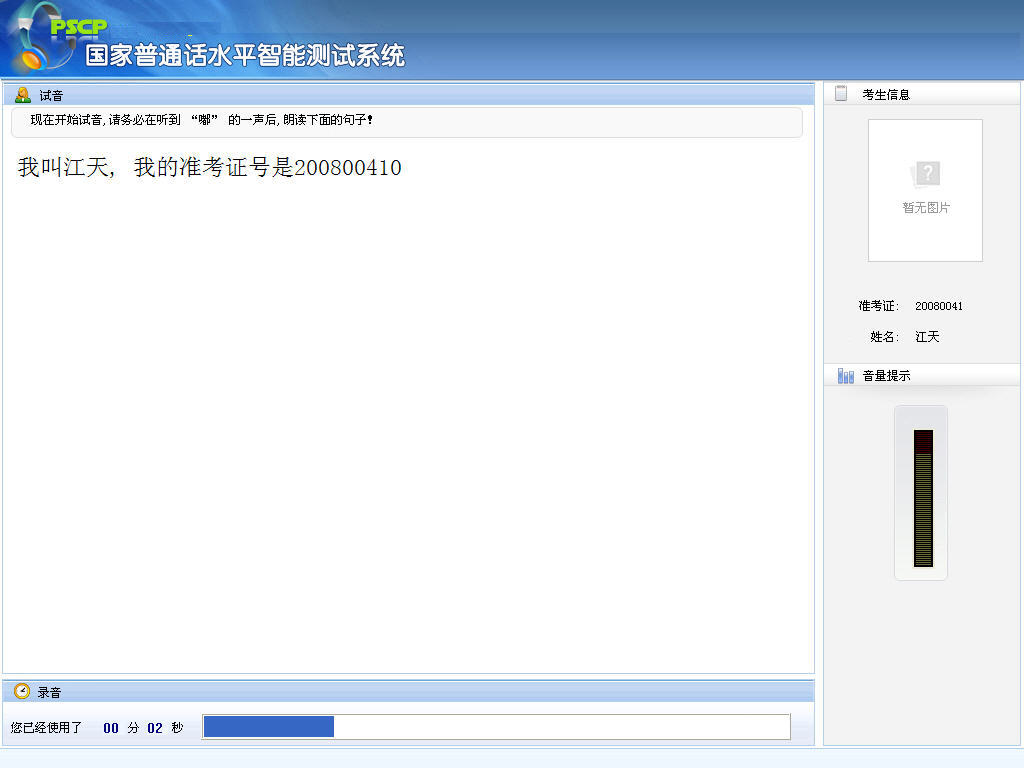 PSCP
国家普通话水平智能测试系统
试音
现在开始试音,请务必在听到 “嘟” 的一声后,朗读下面的句子!
我叫江天, 我的准考证号是200800410
考生信息
?
暂无图片
准考证: 20080041
姓名: 江天
音量提示
录音
您已经使用了 00 分 02 秒